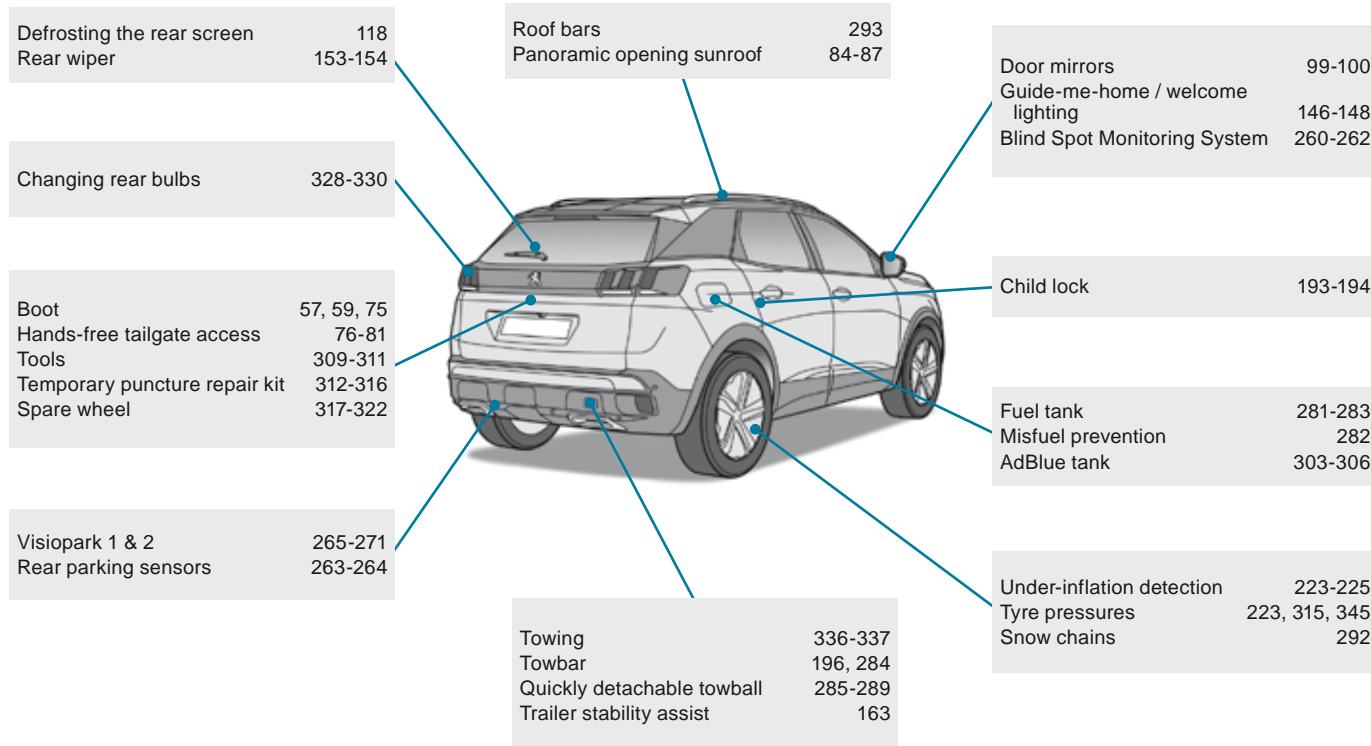 Defrosting the rear screen 118
Rear wiper 153-154
Changing rear bulbs 328-330
Boot 57, 59, 75
Hands-free tailgate access 76-81
Tools 309-311
Temporary puncture repair kit 312-316
Spare wheel 317-322
Visiopark 1 & 2 265-271
Rear parking sensors 263-264
Roof bars 293
Panoramic opening sunroof 84-87
Towing 336-337
Towbar 196, 284
Quickly detachable towball 285-289
Trailer stability assist 163
Door mirrors 99-100
Guide-me-home / welcome
lighting 146-148
Blind Spot Monitoring System 260-262
Child lock 193-194
Fuel tank 281-283
Misfuel prevention 282
AdBlue tank 303-306
Under-inflation detection 223-225
Tyre pressures 223, 315, 345
Snow chains 292